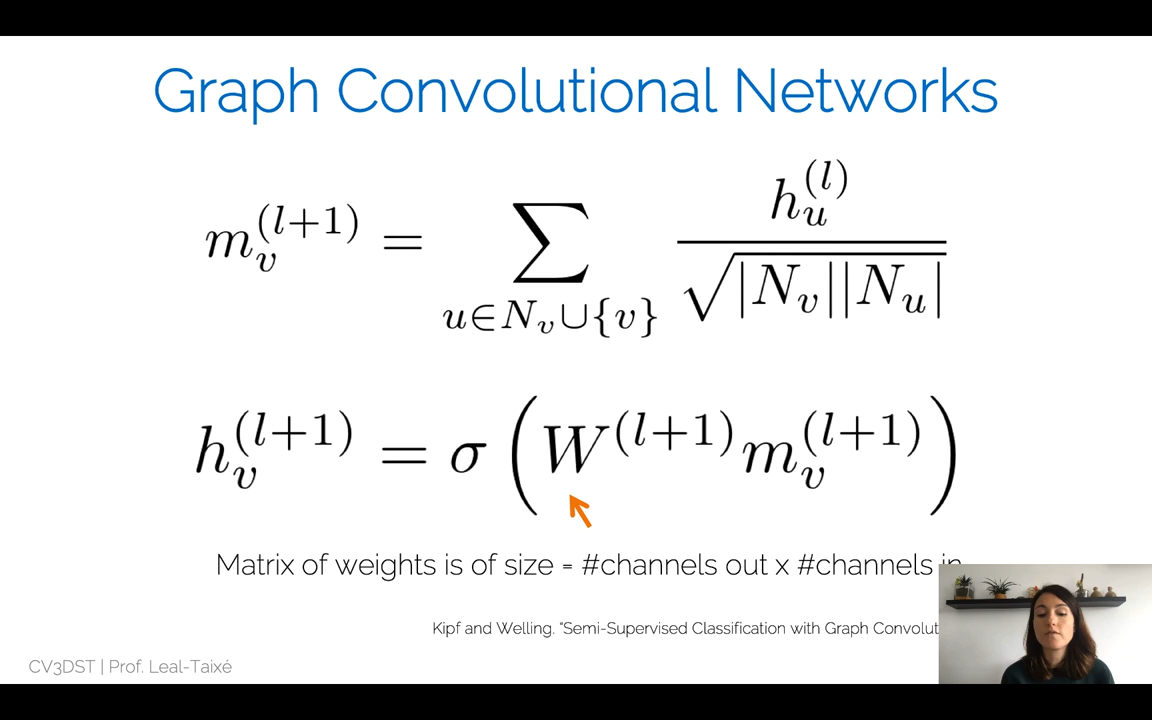 Graph Convolutional Networks
m_v^{(l+1)} = \sum_{u \in N_v \cup \{v\}} \frac{h_u^{(l)}}{\sqrt{|N_v||N_u|}}
h_v^{(l+1)} = \sigma \left( W^{(l+1)} m_v^{(l+1)} \right)
Matrix of weights is of size = #channels out x #channels in
Kipf and Welling. "Semi-Supervised Classification with Graph
CV3DST | Prof. Leal-Taixé